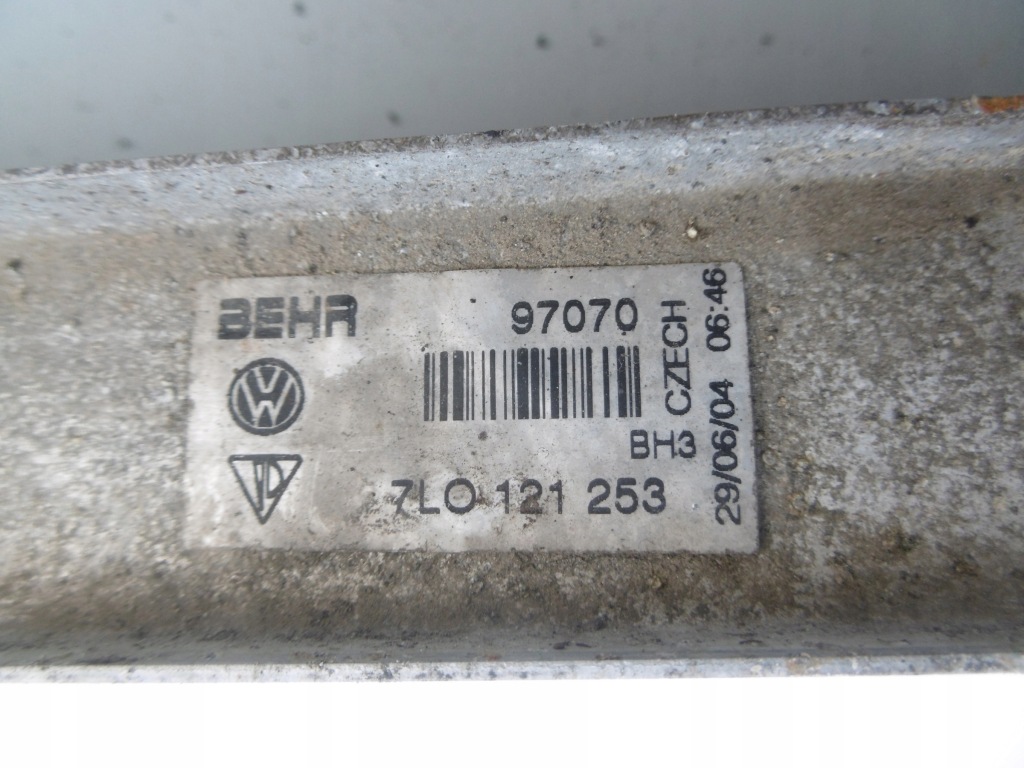 BEHR
97070
BH3
7L0 121 253
CZECH
29/06/04 06:46